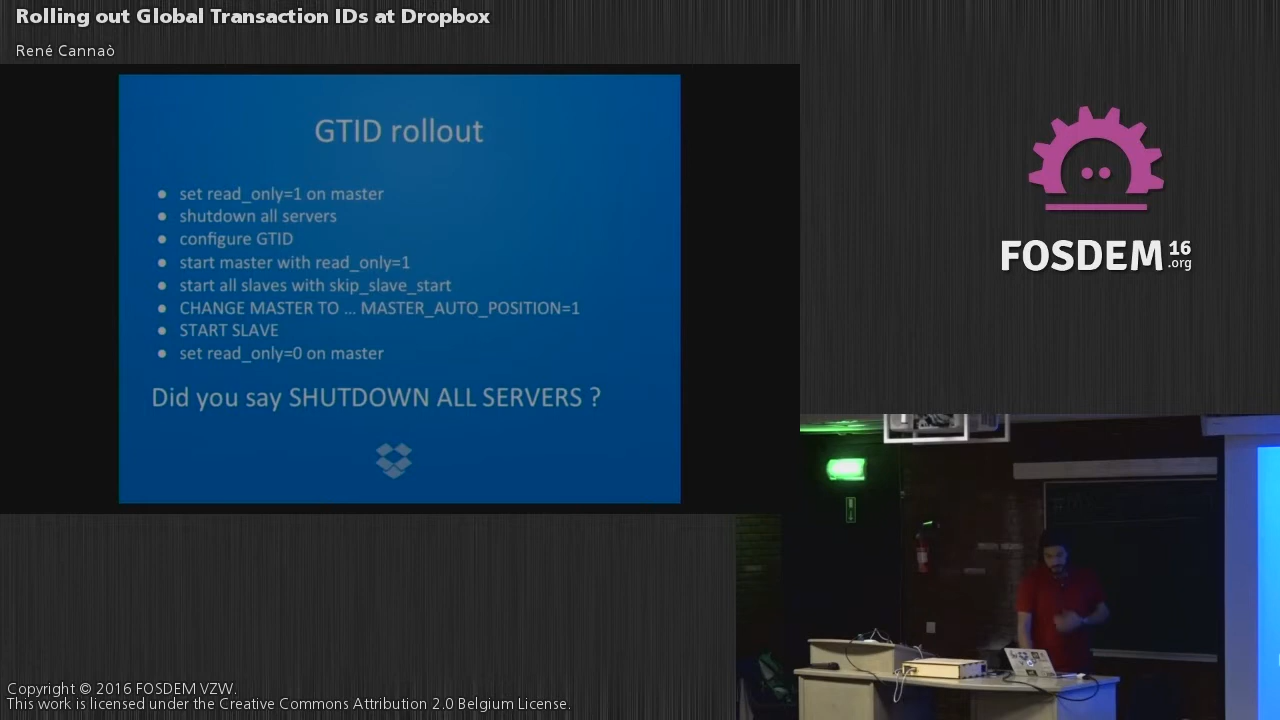 Rolling out Global Transaction IDs at Dropbox
René Cannaò
GTID rollout
● set read_only=1 on master
● shutdown all servers
● configure GTID
● start master with read_only=1
● start all slaves with skip_slave_start
● CHANGE MASTER TO ... MASTER_AUTO_POSITION=1
● START SLAVE
● set read_only=0 on master
Did you say SHUTDOWN ALL SERVERS ?
FOSDEM 16 .org
Copyright © 2016 FOSDEM VZW.
This work is licensed under the Creative Commons Attribution 2.0 Belgium License.